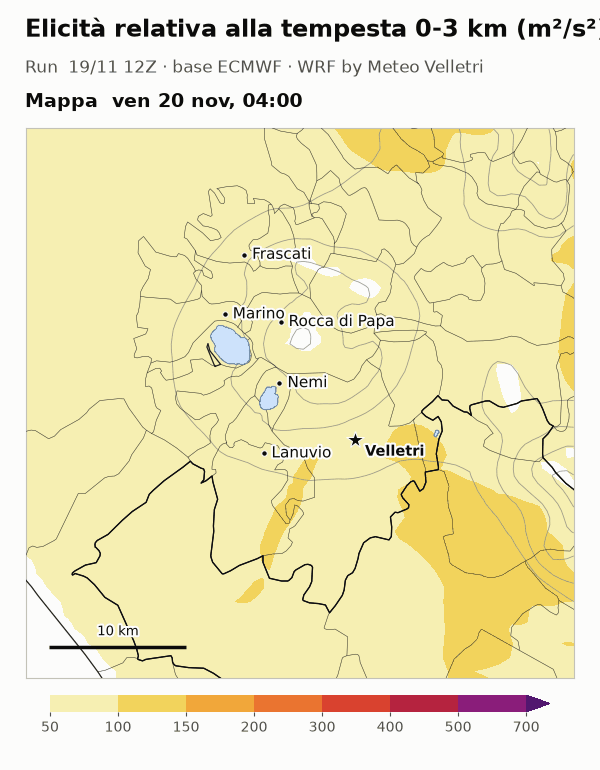 Elicità relativa alla tempesta 0-3 km (m²/s²)
Run  19/11 12Z · base ECMWF · WRF by Meteo Velletri
Mappa  ven 20 nov, 04:00
Frascati
Marino
Rocca di Papa
Nemi
Velletri
Lanuvio
10 km
50 100 150 200 300 400 500 700